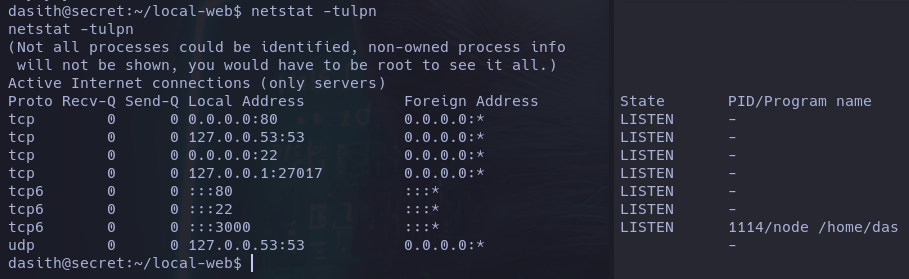 dasith@secret:~/local-web$ netstat -tulpn
netstat -tulpn
(Not all processes could be identified, non-owned process info
 will not be shown, you would have to be root to see it all.)
Active Internet connections (only servers)
Proto Recv-Q Send-Q Local Address           Foreign Address         State       PID/Program name
tcp        0      0 0.0.0.0:80              0.0.0.0:*               LISTEN      -
tcp        0      0 127.0.0.53:53           0.0.0.0:*               LISTEN      -
tcp        0      0 0.0.0.0:22              0.0.0.0:*               LISTEN      -
tcp        0      0 127.0.0.1:27017         0.0.0.0:*               LISTEN      -
tcp6       0      0 :::80                   :::*                    LISTEN      -
tcp6       0      0 :::22                   :::*                    LISTEN      -
tcp6       0      0 :::3000                 :::*                    LISTEN      1114/node /home/das
udp        0      0 127.0.0.53:53           0.0.0.0:*                           -
dasith@secret:~/local-web$